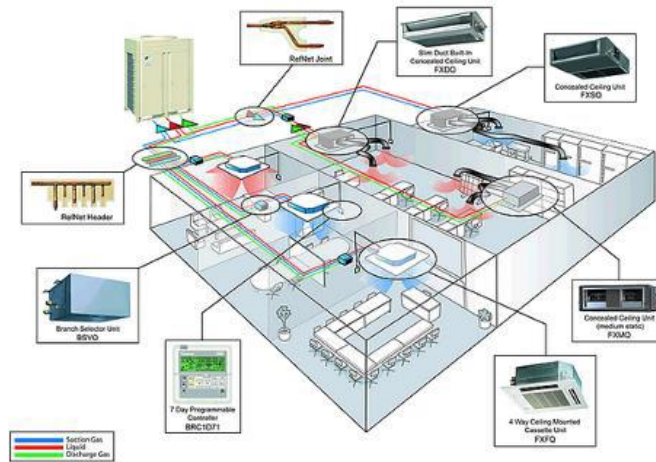 RefNet Joint
Slim Duct Built-In
Concealed Ceiling Unit
FXDQ
Concealed Ceiling Unit
FXSQ
RefNet Header
Branch Selector Unit
BSVQ
7 Day Programmable
Controller
BRC1D71
4 Way Ceiling Mounted
Cassette Unit
FXFQ
Concealed Ceiling Unit
(medium static)
FXMQ
Suction Gas
Liquid
Discharge Gas